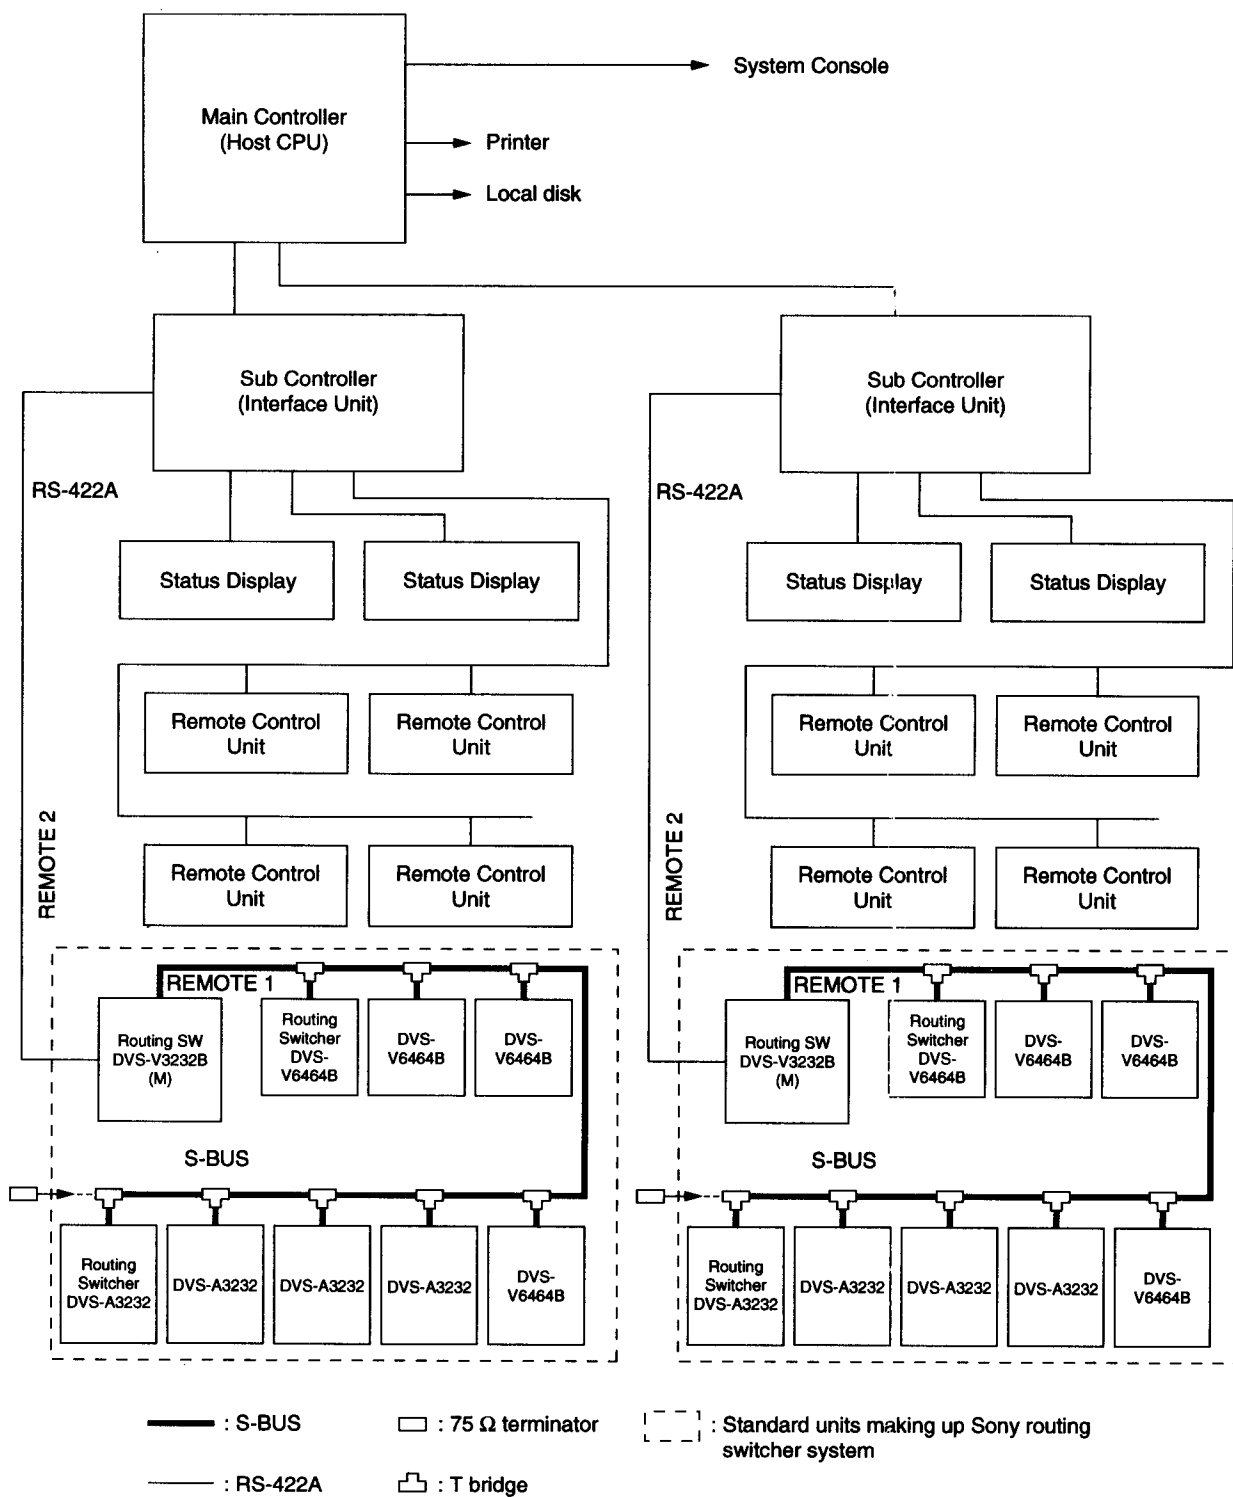 System Console
Main Controller
(Host CPU)
Printer
Local disk
Sub Controller
(Interface Unit)
Sub Controller
(Interface Unit)
RS-422A
RS-422A
Status Display
Status Display
Status Display
Status Display
Remote Control
Unit
Remote Control
Unit
Remote Control
Unit
Remote Control
Unit
REMOTE 2
REMOTE 2
Remote Control
Unit
Remote Control
Unit
Remote Control
Unit
Remote Control
Unit
REMOTE 1
Routing SW
DVS-V3232B
(M)
Routing
Switcher
DVS-
V6464B
DVS-
V6464B
DVS-
V6464B
REMOTE 1
Routing SW
DVS-V3232B
(M)
Routing
Switcher
DVS-
V6464B
DVS-
V6464B
DVS-
V6464B
S-BUS
S-BUS
Routing
Switcher
DVS-A3232
DVS-A3232
DVS-A3232
DVS-A3232
DVS-
V6464B
Routing
Switcher
DVS-A3232
DVS-A3232
DVS-A3232
DVS-A3232
DVS-
V6464B
: S-BUS
: 75 Ω terminator
: Standard units making up Sony routing
switcher system
: RS-422A
: T bridge